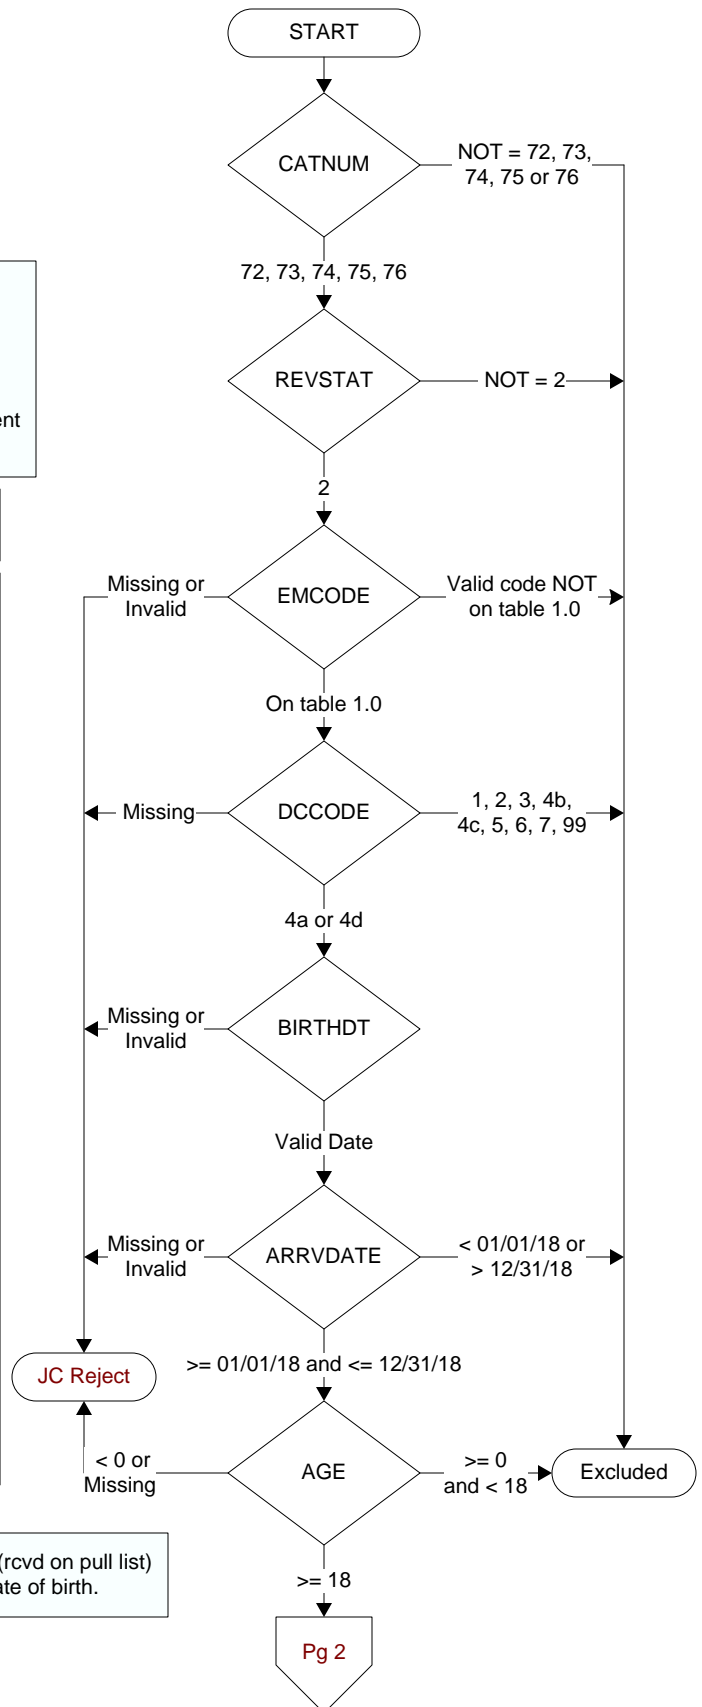 START
CATNUM
NOT = 72, 73,
74, 75 or 76
72, 73, 74, 75, 76
REVSTAT
NOT = 2
2
Missing or
Invalid
EMCODE
Valid code NOT
on table 1.0
On table 1.0
Missing
DCCODE
1, 2, 3, 4b,
4c, 5, 6, 7, 99
4a or 4d
Missing or
Invalid
BIRTHDT
Valid Date
Missing or
Invalid
ARRVDATE
< 01/01/18 or
> 12/31/18
>= 01/01/18 and <= 12/31/18
JC Reject
< 0 or
Missing
AGE
>= 0
and < 18
Excluded
(rcvd on pull list)
of birth.
>= 18
Pg 2